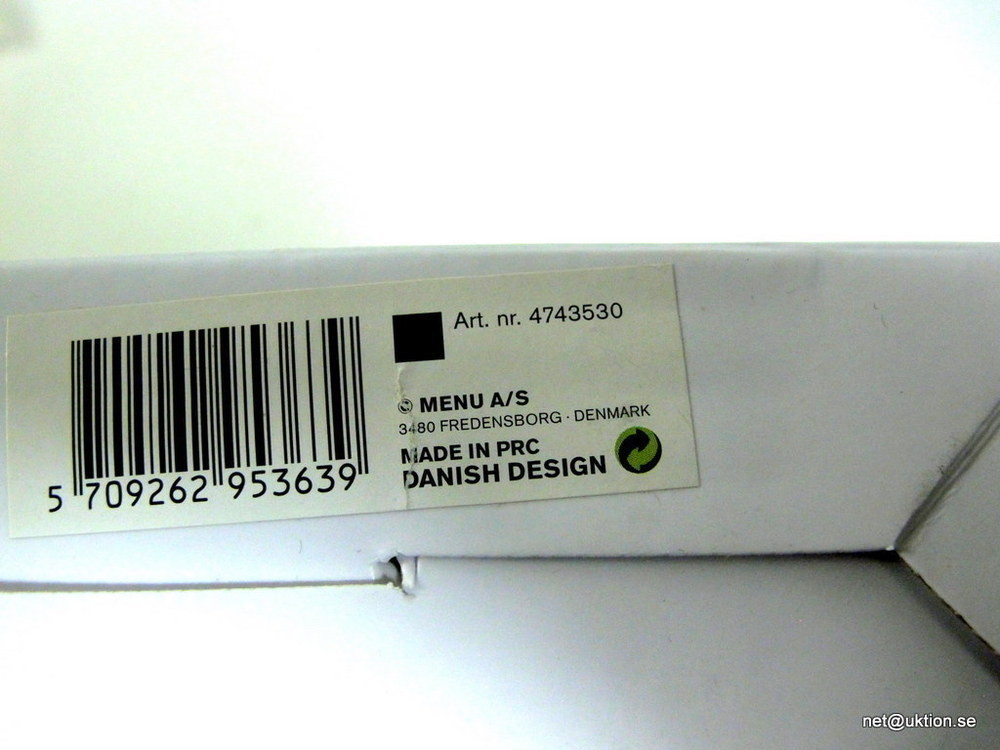 Art. nr. 4743530
© MENU A/S
3480 FREDENSBORG · DENMARK
MADE IN PRC
DANISH DESIGN
5 709262 953639
net@uktion.se